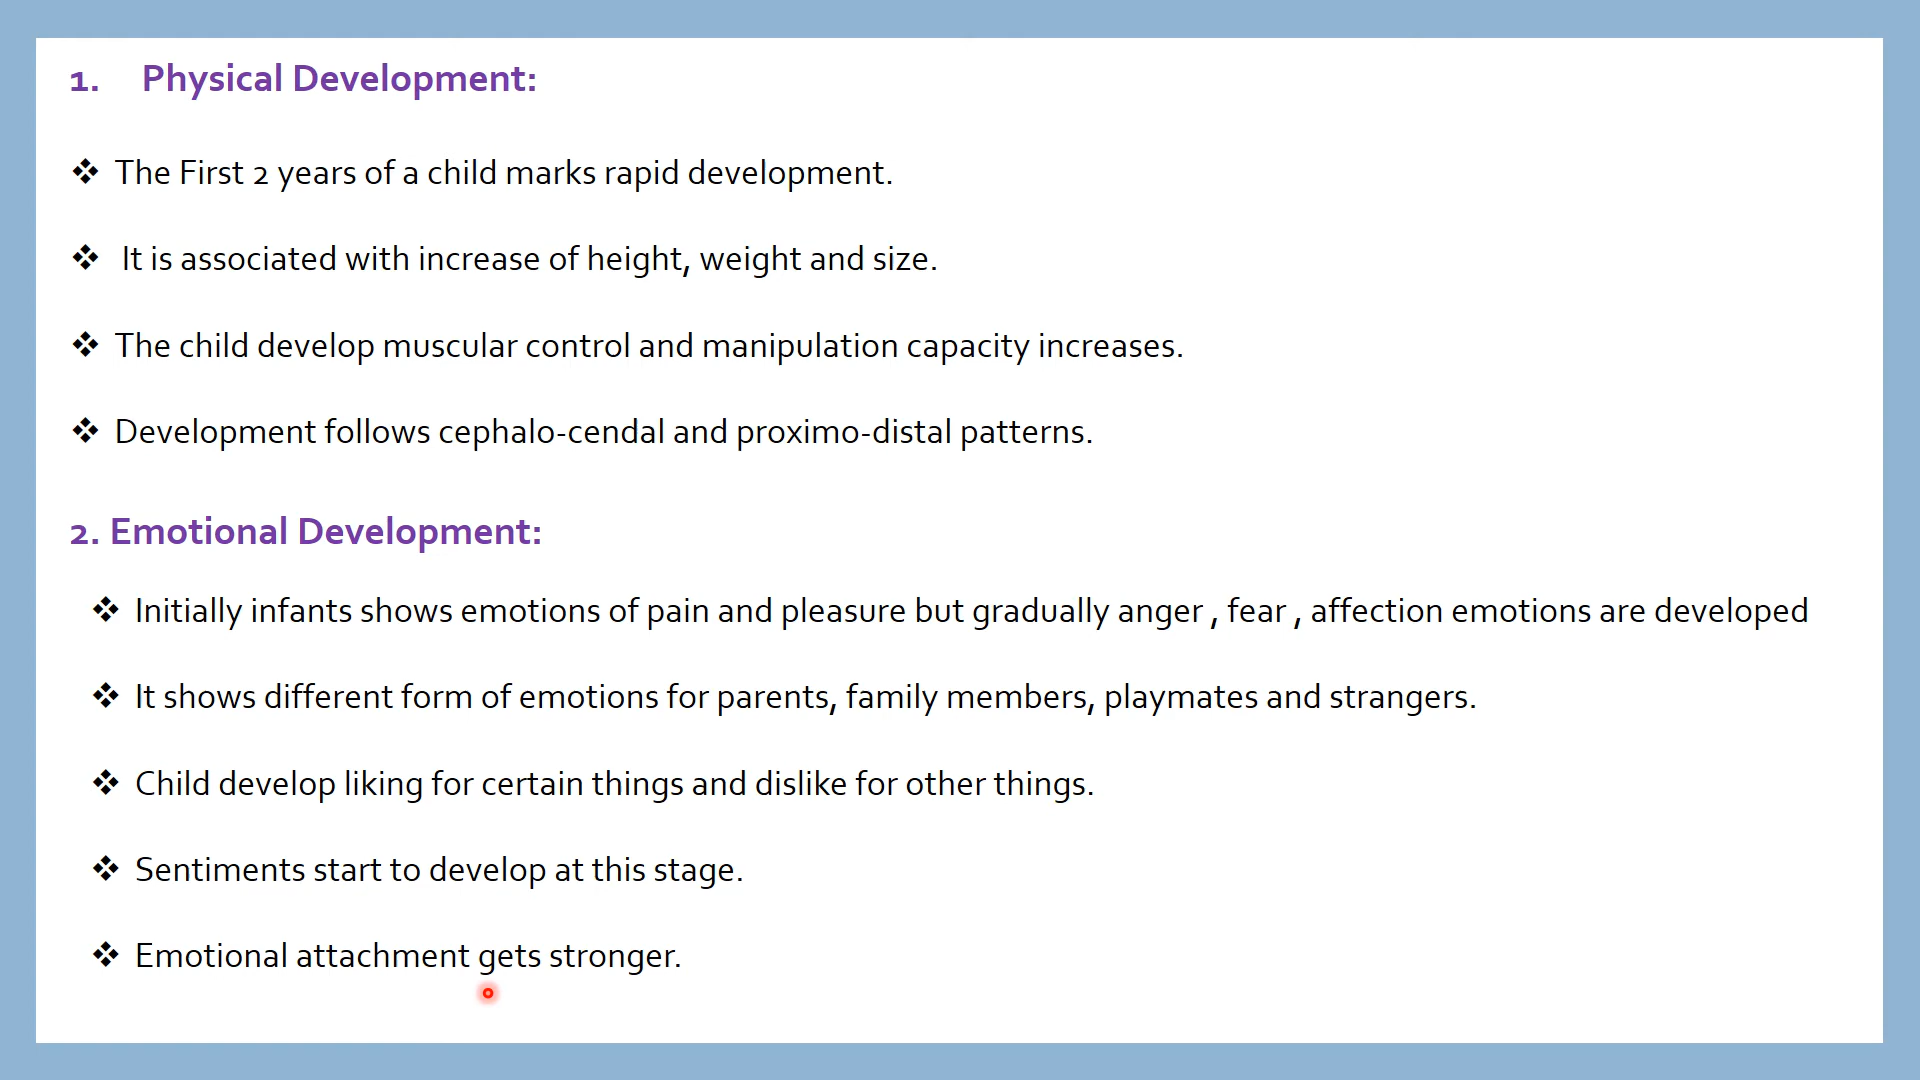 1. Physical Development:
❖ The First 2 years of a child marks rapid development.
❖ It is associated with increase of height, weight and size.
❖ The child develop muscular control and manipulation capacity increases.
❖ Development follows cephalo-cendal and proximo-distal patterns.
2. Emotional Development:
❖ Initially infants shows emotions of pain and pleasure but gradually anger , fear , affection emotions are developed
❖ It shows different form of emotions for parents, family members, playmates and strangers.
❖ Child develop liking for certain things and dislike for other things.
❖ Sentiments start to develop at this stage.
❖ Emotional attachment gets stronger.